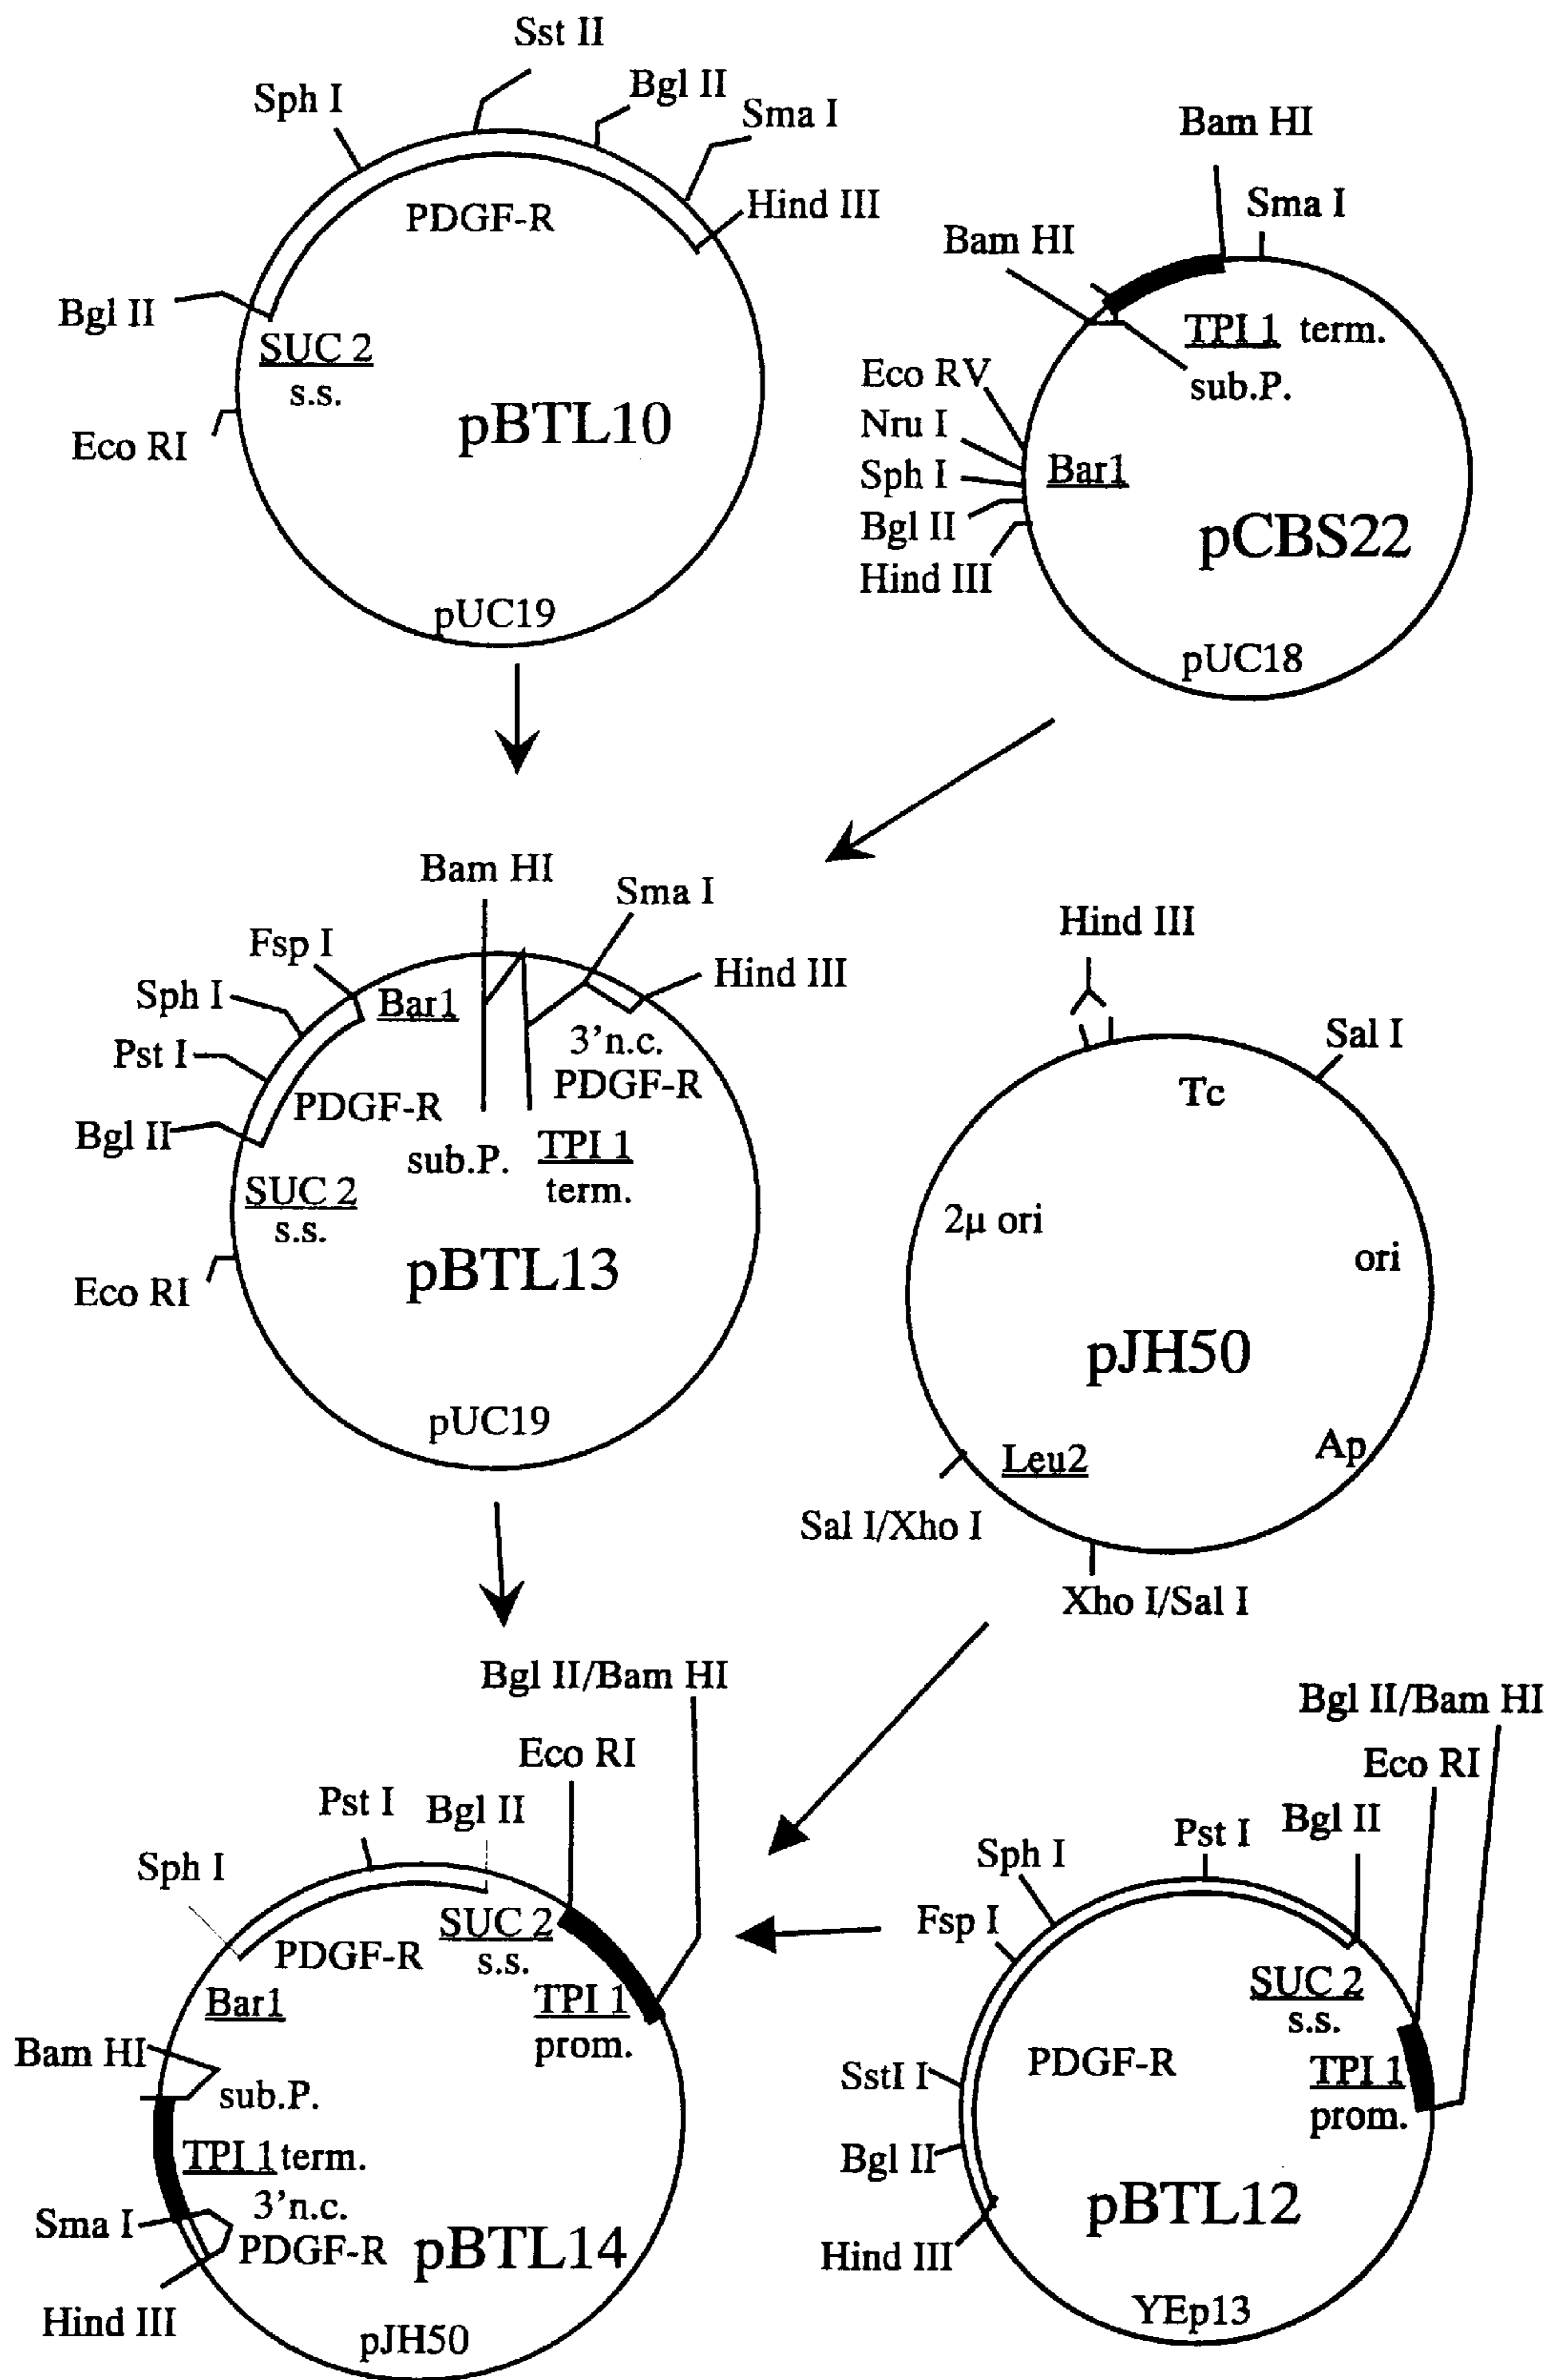 Sst II
Sph I
Bgl II
Sma I
Hind III
PDGF-R
Bgl II
SUC 2
s.s.
Eco RI
pBTL10
pUC19
Bam HI
Sma I
Bam HI
TPI 1 term.
sub.P.
Eco RV
Nru I
Sph I
Bgl II
Hind III
Bar1
pCBS22
pUC18
Bam HI
Sma I
Fsp I
Hind III
Sph I
Bar1
Pst I
3'n.c.
PDGF-R
PDGF-R
Bgl II
sub.P.
TPI 1
term.
SUC 2
s.s.
Eco RI
pBTL13
pUC19
Hind III
Sal I
Tc
2μ ori
ori
pJH50
Leu2
Ap
Sal I/Xho I
Xho I/Sal I
Bgl II/Bam HI
Eco RI
Pst I
Bgl II
Sph I
SUC 2
s.s.
PDGF-R
TPI 1
prom.
Bar1
Bam HI
sub.P.
TPI 1 term.
3'n.c.
PDGF-R
Sma I
pBTL14
Hind III
pJH50
Bgl II/Bam HI
Eco RI
Bgl II
Pst I
Sph I
Fsp I
SUC 2
s.s.
PDGF-R
TPI 1
prom.
SstI I
Bgl II
pBTL12
Hind III
YEp13